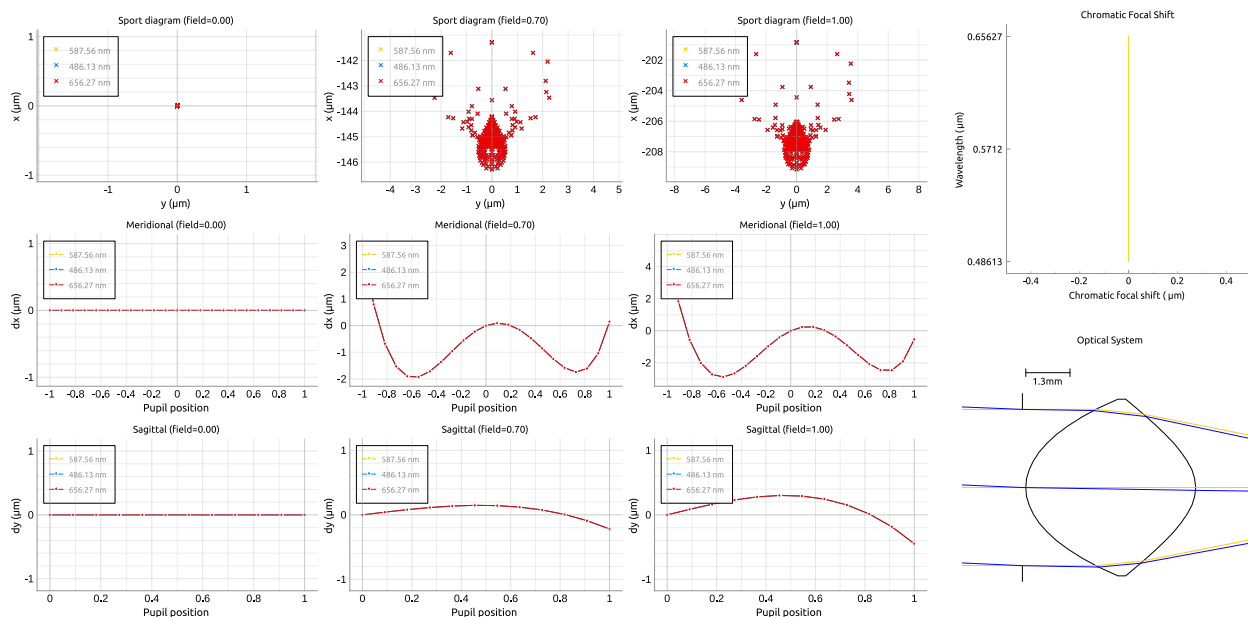 Sport diagram (field=0.00)
1
0
-1
x (µm)
-1
0
1
y (µm)
587.56 nm
486.13 nm
656.27 nm
Sport diagram (field=0.70)
-142
-143
-144
-145
-146
x (µm)
-4
-3
-2
-1
0
1
2
3
4
5
y (µm)
587.56 nm
486.13 nm
656.27 nm
Sport diagram (field=1.00)
-202
-204
-206
-208
x (µm)
-8
-6
-4
-2
0
2
4
6
8
y (µm)
587.56 nm
486.13 nm
656.27 nm
Chromatic Focal Shift
0.65627
0.5712
0.48613
Wavelength (µm)
-0.4
-0.2
0
0.2
0.4
Chromatic focal shift ( µm)
Meridional (field=0.00)
1
0
-1
dx (µm)
-1
-0.8
-0.6
-0.4
-0.2
0
0.2
0.4
0.6
0.8
1
Pupil position
587.56 nm
486.13 nm
656.27 nm
Meridional (field=0.70)
3
2
1
0
-1
-2
dx (µm)
-1
-0.8
-0.6
-0.4
-0.2
0
0.2
0.4
0.6
0.8
1
Pupil position
587.56 nm
486.13 nm
656.27 nm
Meridional (field=1.00)
4
2
0
-2
dx (µm)
-1
-0.8
-0.6
-0.4
-0.2
0
0.2
0.4
0.6
0.8
1
Pupil position
587.56 nm
486.13 nm
656.27 nm
Optical System
1.3mm
Sagittal (field=0.00)
1
0
-1
dy (µm)
0
0.2
0.4
0.6
0.8
1
Pupil position
587.56 nm
486.13 nm
656.27 nm
Sagittal (field=0.70)
1
0
-1
dy (µm)
0
0.2
0.4
0.6
0.8
1
Pupil position
587.56 nm
486.13 nm
656.27 nm
Sagittal (field=1.00)
1
0
-1
dy (µm)
0
0.2
0.4
0.6
0.8
1
Pupil position
587.56 nm
486.13 nm
656.27 nm